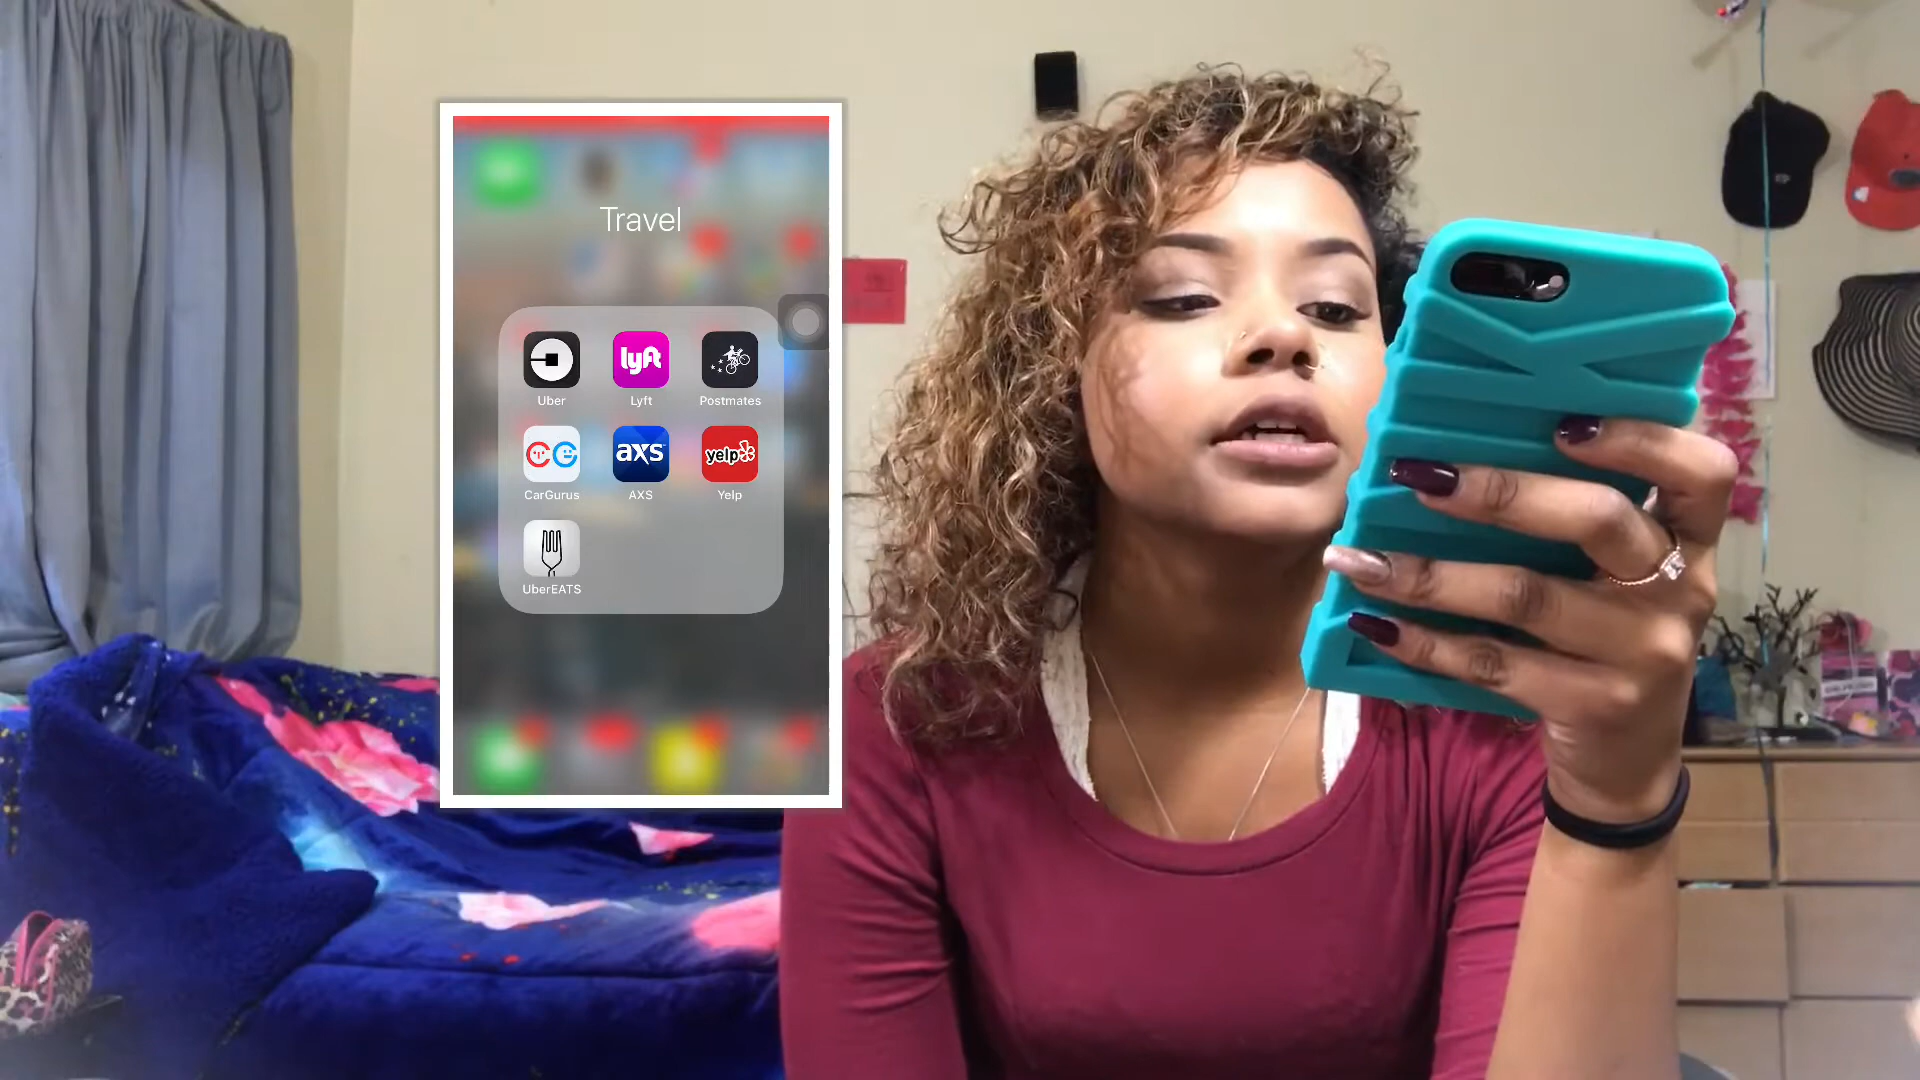 Travel
lyft
Uber
Lyft
Postmates
axs
yelp
CarGurus
AXS
Yelp
UberEATS